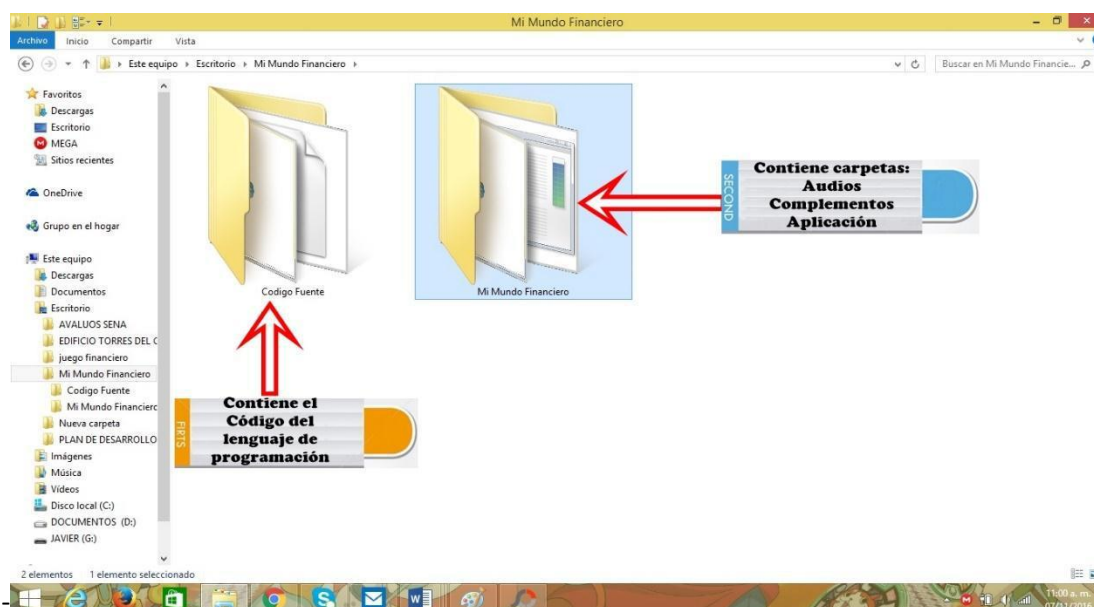 Mi Mundo Financiero
Archivo Inicio Compartir Vista
Este equipo Escritorio Mi Mundo Financiero
Buscar en Mi Mundo Financie...
Favoritos
Descargas
Escritorio
MEGA
Sitios recientes
OneDrive
Grupo en el hogar
Este equipo
Descargas
Documentos
Escritorio
AVALUOS SENA
EDIFICIO TORRES DEL C
juego financiero
Mi Mundo Financiero
Codigo Fuente
Mi Mundo Financierc
Nueva carpeta
PLAN DE DESARROLLO
Imágenes
Música
Vídeos
Disco local (C:)
DOCUMENTOS (D:)
JAVIER (G:)
Codigo Fuente
Mi Mundo Financiero
SECOND
Contiene carpetas:
Audios
Complementos
Aplicación
FIRTS
Contiene el
Código del
lenguaje de
programación
2 elementos 1 elemento seleccionado
11:00 a. m.
07/11/2016